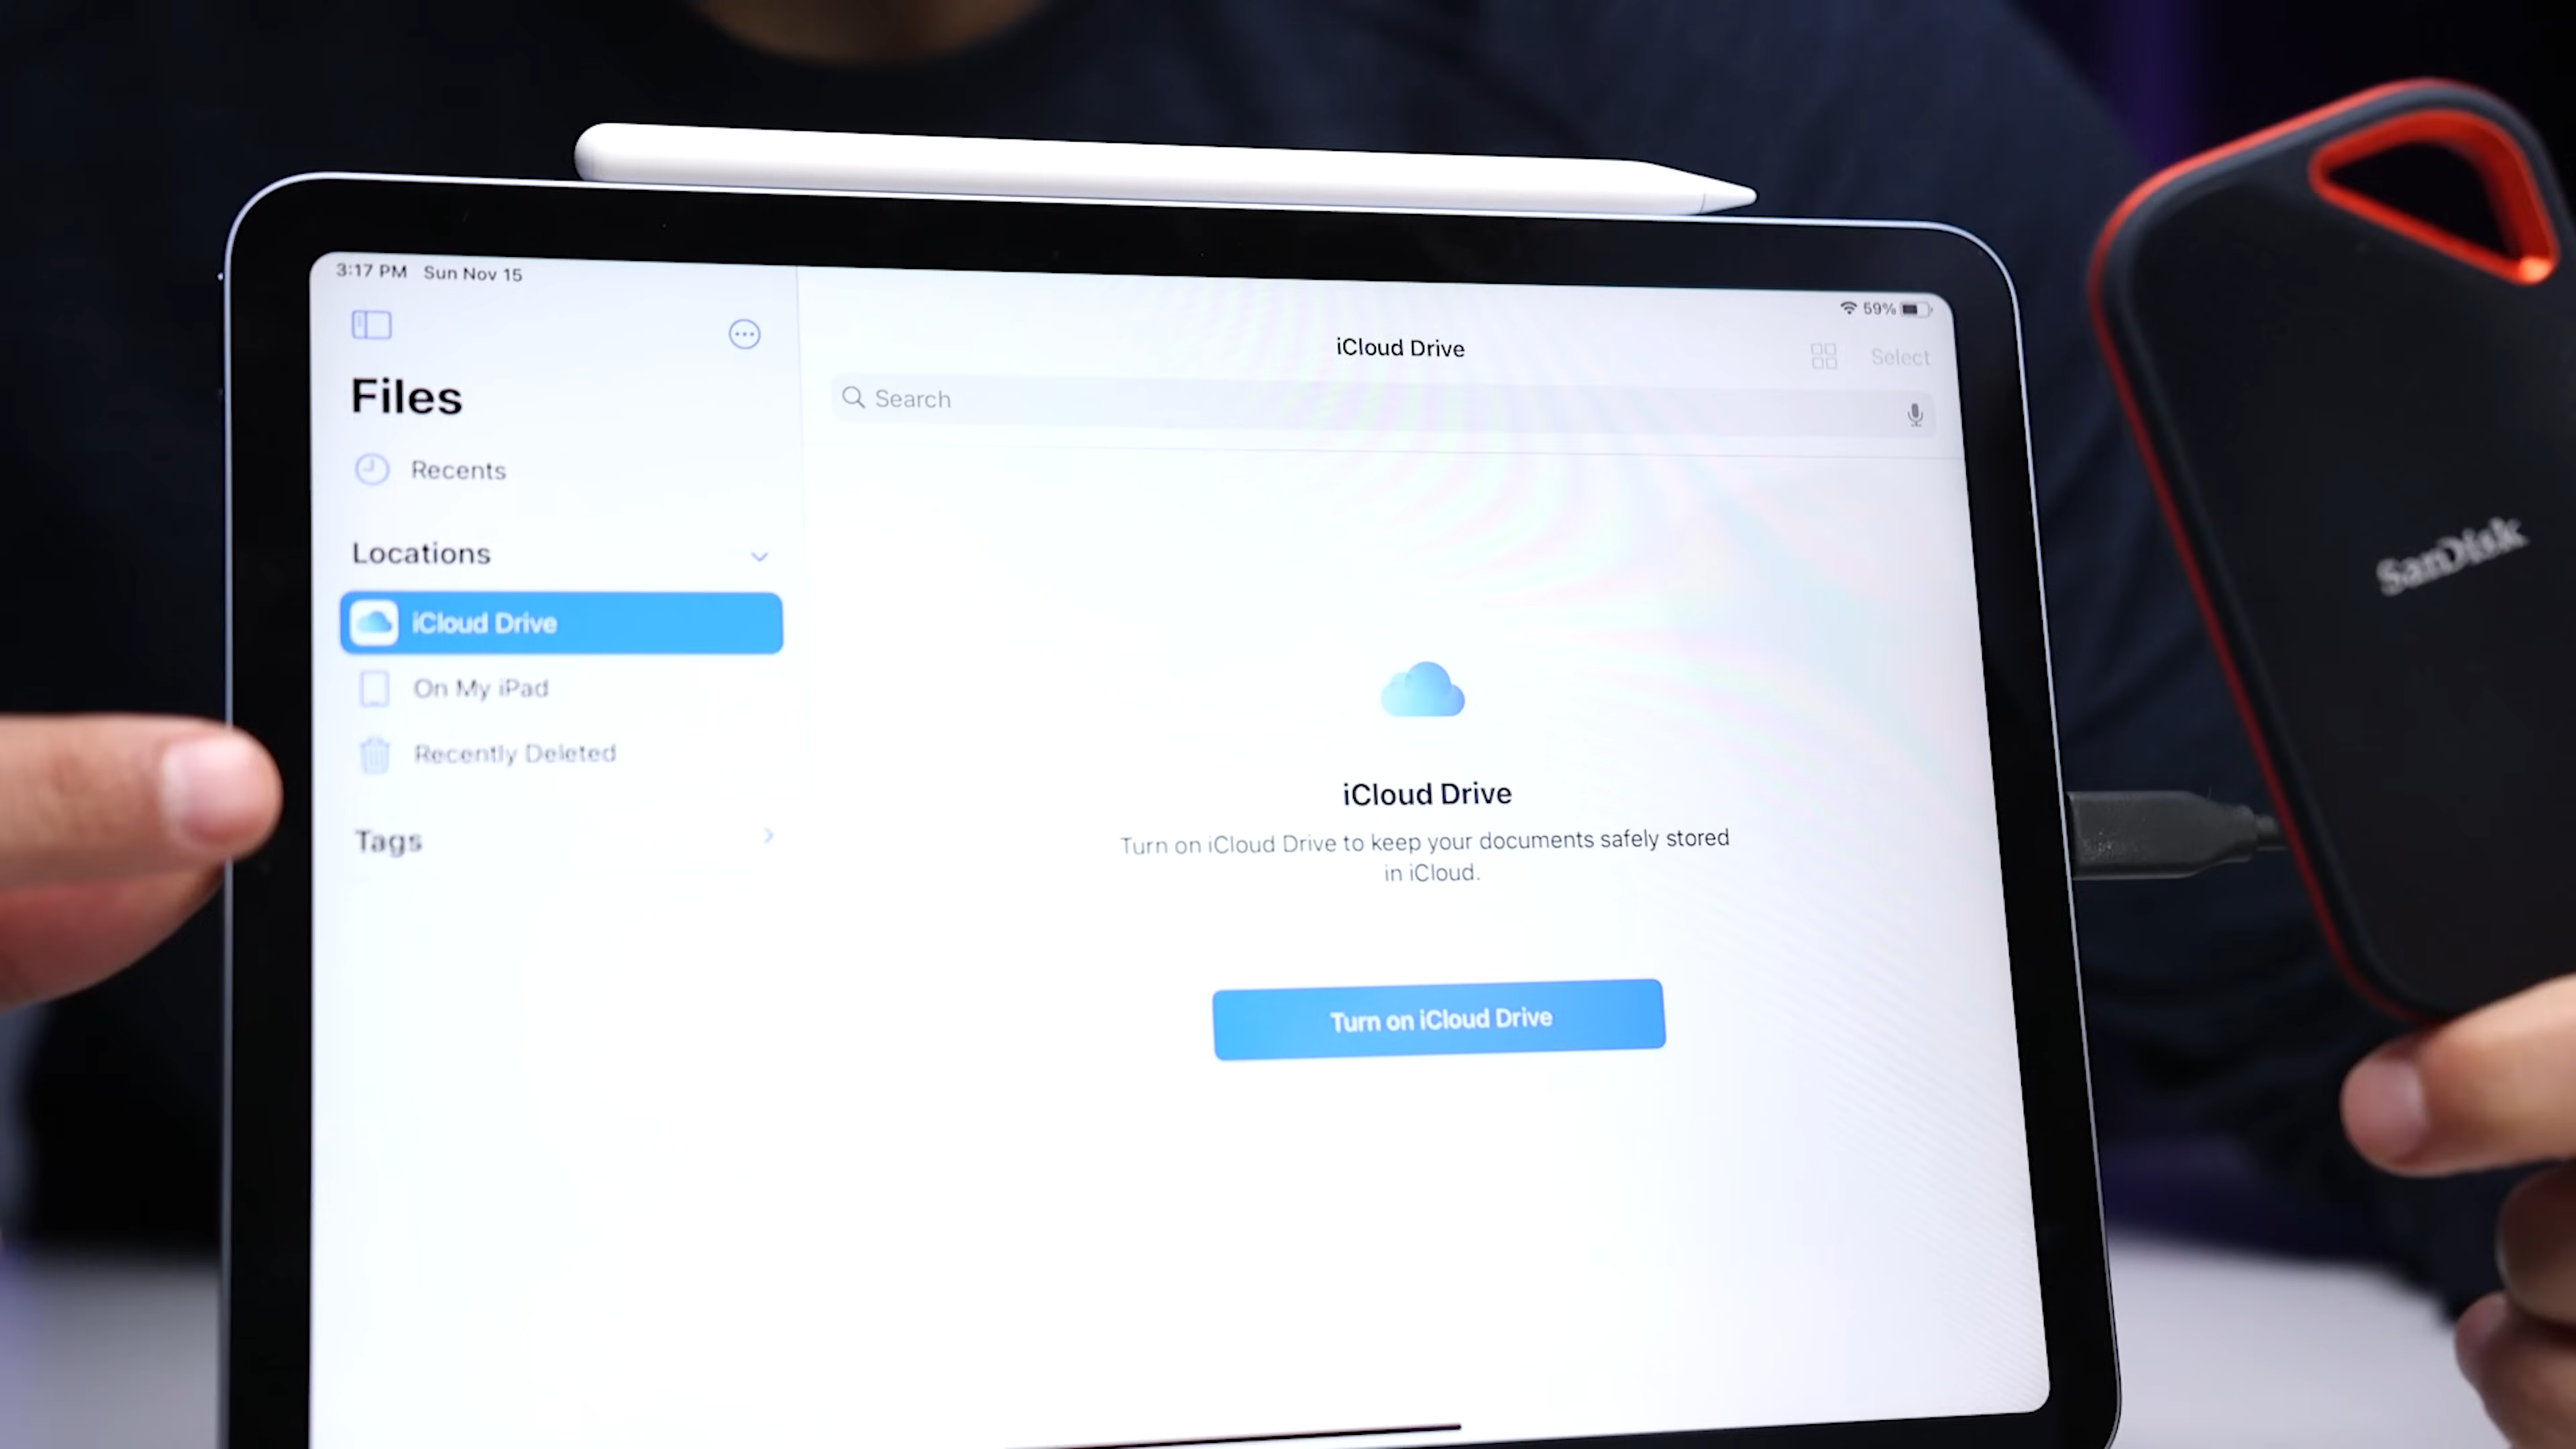 3:17 PM Sun Nov 15
59%
Files
Recents
Locations
iCloud Drive
On My iPad
Recently Deleted
Tags
iCloud Drive
Select
Search
iCloud Drive
Turn on iCloud Drive to keep your documents safely stored
in iCloud.
Turn on iCloud Drive
SanDisk